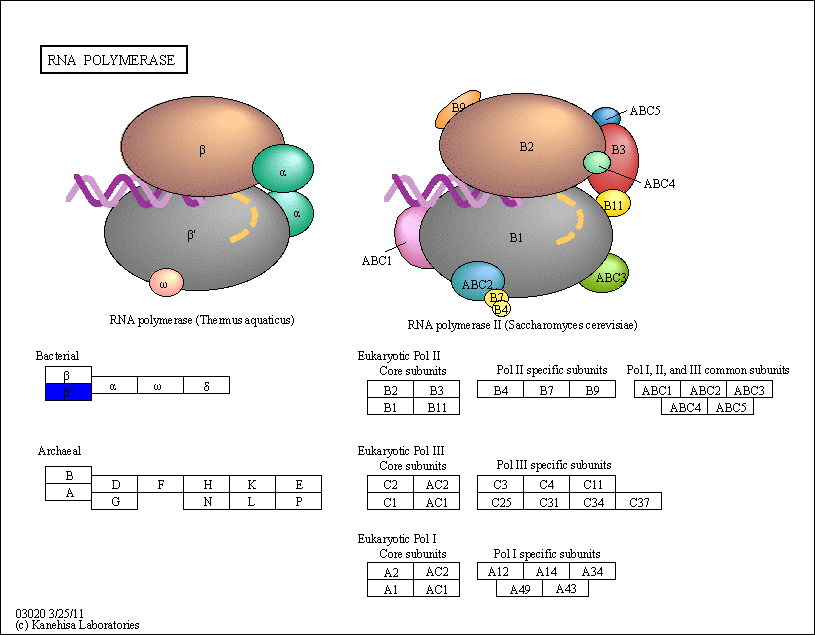 RNA POLYMERASE
β
α
α
β'
ω
RNA polymerase (Thermus aquaticus)
B9
ABC5
B2
B3
ABC4
B11
B1
ABC1
ABC2
ABC3
B7
B4
RNA polymerase II (Saccharomyces cerevisiae)
Bacterial
β
β'
α ω δ
Archaeal
B
A
D F H K E
G N L P
Eukaryotic Pol II
Core subunits
B2 B3
B1 B11
Pol II specific subunits
B4 B7 B9
Pol I, II, and III common subunits
ABC1 ABC2 ABC3
ABC4 ABC5
Eukaryotic Pol III
Core subunits
C2 AC2
C1 AC1
Pol III specific subunits
C3 C4 C11
C25 C31 C34 C37
Eukaryotic Pol I
Core subunits
A2 AC2
A1 AC1
Pol I specific subunits
A12 A14 A34
A49 A43
03020 3/25/11
(c) Kanehisa Laboratories